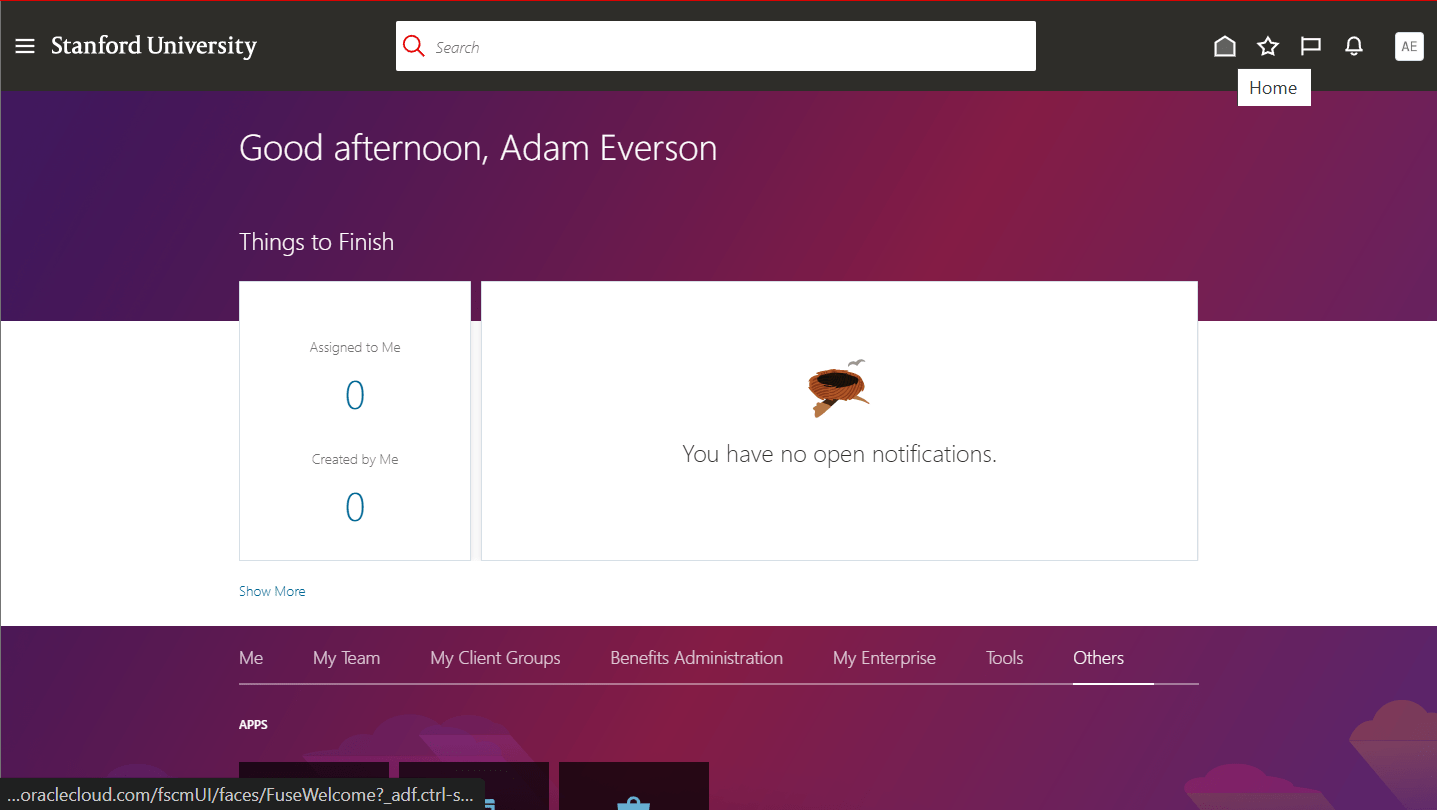 Stanford University
Search
AE
Home
Good afternoon, Adam Everson
Things to Finish
Assigned to Me
0
Created by Me
0
You have no open notifications.
Show More
Me My Team My Client Groups Benefits Administration My Enterprise Tools Others
APPS
...oraclecloud.com/fscmUI/faces/FuseWelcome?_adf.ctrl-s...